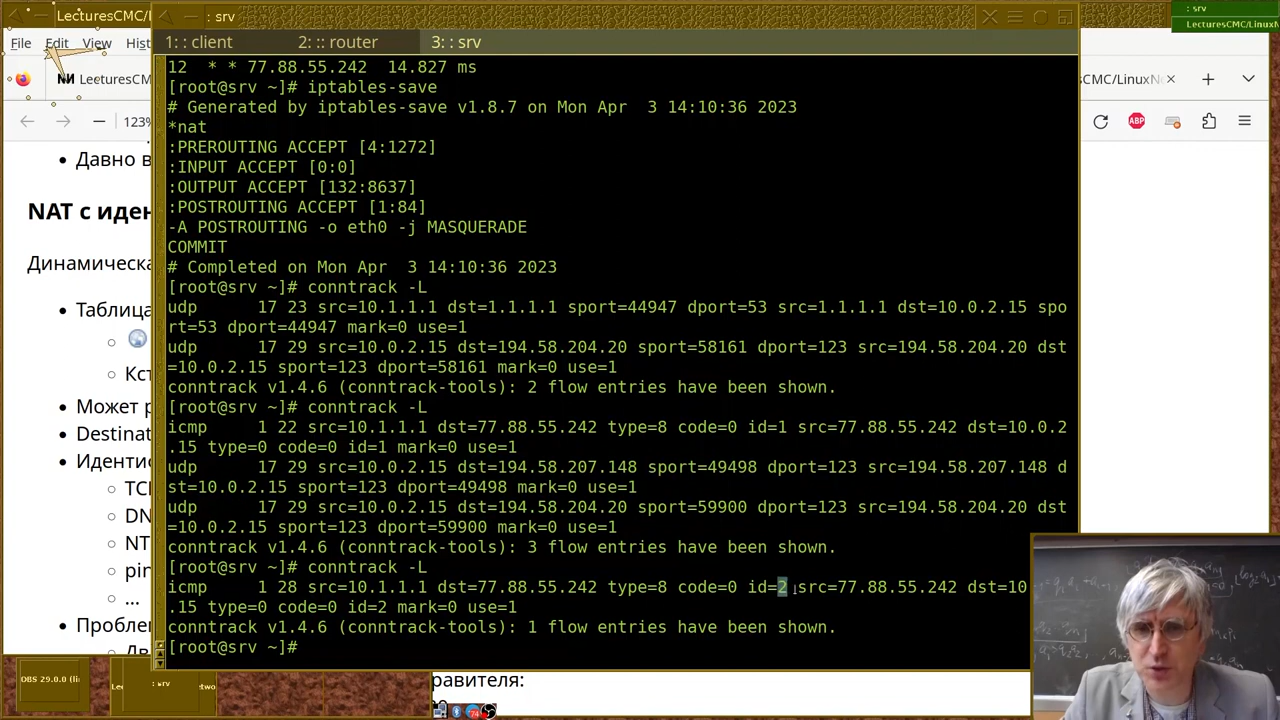 LecturesCMC/L
: srv
: srv
LecturesCMC/LinuxN
File Edit View Hist
1: : client
2: :: router
3: : srv
LecturesCM
CMC/LinuxNe
123%
12 * * 77.88.55.242 14.827 ms
[root@srv ~]# iptables-save
# Generated by iptables-save v1.8.7 on Mon Apr  3 14:10:36 2023
*nat
:PREROUTING ACCEPT [4:1272]
:INPUT ACCEPT [0:0]
:OUTPUT ACCEPT [132:8637]
:POSTROUTING ACCEPT [1:84]
-A POSTROUTING -o eth0 -j MASQUERADE
COMMIT
# Completed on Mon Apr  3 14:10:36 2023
[root@srv ~]# conntrack -L
udp      17 23 src=10.1.1.1 dst=1.1.1.1 sport=44947 dport=53 src=1.1.1.1 dst=10.0.2.15 spo
rt=53 dport=44947 mark=0 use=1
udp      17 29 src=10.0.2.15 dst=194.58.204.20 sport=58161 dport=123 src=194.58.204.20 dst
=10.0.2.15 sport=123 dport=58161 mark=0 use=1
conntrack v1.4.6 (conntrack-tools): 2 flow entries have been shown.
[root@srv ~]# conntrack -L
icmp     1 22 src=10.1.1.1 dst=77.88.55.242 type=8 code=0 id=1 src=77.88.55.242 dst=10.0.2
.15 type=0 code=0 id=1 mark=0 use=1
udp      17 29 src=10.0.2.15 dst=194.58.207.148 sport=49498 dport=123 src=194.58.207.148 d
st=10.0.2.15 sport=123 dport=49498 mark=0 use=1
udp      17 29 src=10.0.2.15 dst=194.58.204.20 sport=59900 dport=123 src=194.58.204.20 dst
=10.0.2.15 sport=123 dport=59900 mark=0 use=1
conntrack v1.4.6 (conntrack-tools): 3 flow entries have been shown.
[root@srv ~]# conntrack -L
icmp     1 28 src=10.1.1.1 dst=77.88.55.242 type=8 code=0 id=2 src=77.88.55.242 dst=10
.15 type=0 code=0 id=2 mark=0 use=1
conntrack v1.4.6 (conntrack-tools): 1 flow entries have been shown.
[root@srv ~]#
Давно в
NAT с иден
Динамическа
Таблица
Кст
Может р
Destinat
Иденти
TC
DN
NT
pin
...
Пробле
равителя:
OBS 29.0.0 (li
: srv